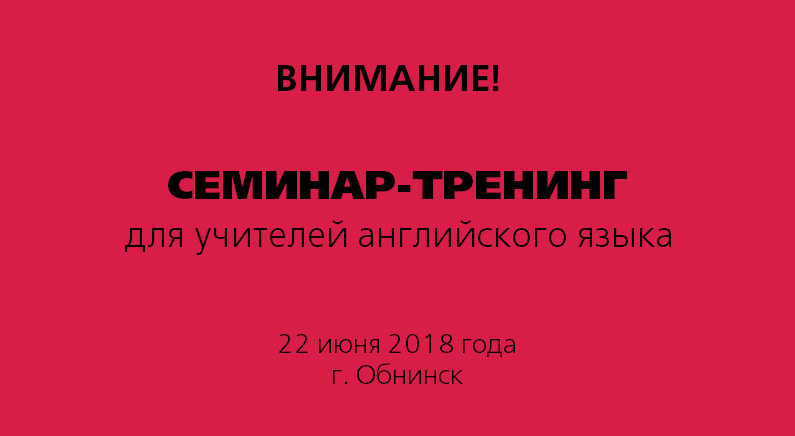 ВНИМАНИЕ!
СЕМИНАР-ТРЕНИНГ
для учителей английского языка
22 июня 2018 года
г. Обнинск